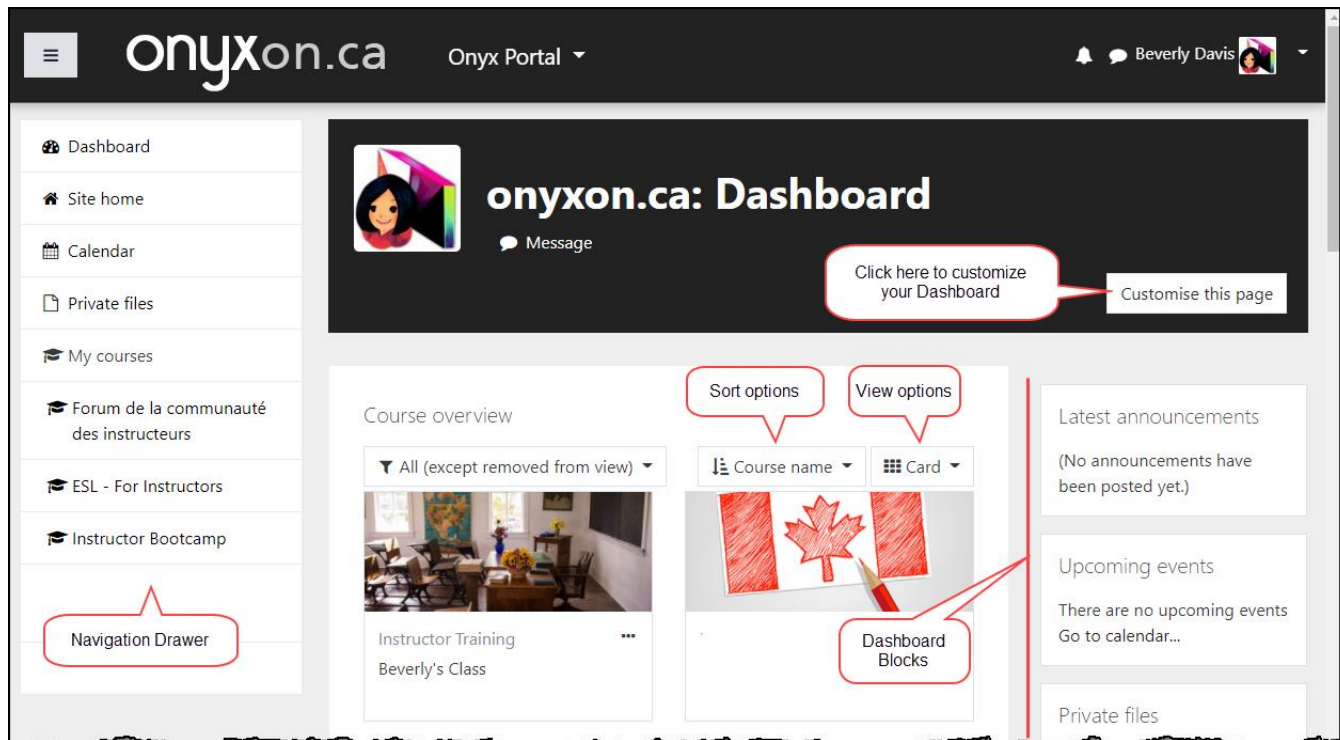 onyxon.ca
Onyx Portal
Beverly Davis
Dashboard
Site home
Calendar
Private files
My courses
Forum de la communauté
des instructeurs
ESL - For Instructors
Instructor Bootcamp
Navigation Drawer
onyxon.ca: Dashboard
Message
Click here to customize
your Dashboard
Customise this page
Sort options
View options
Course overview
All (except removed from view)
Course name
Card
Instructor Training
Beverly's Class
Dashboard
Blocks
Latest announcements
(No announcements have
been posted yet.)
Upcoming events
There are no upcoming events
Go to calendar...
Private files